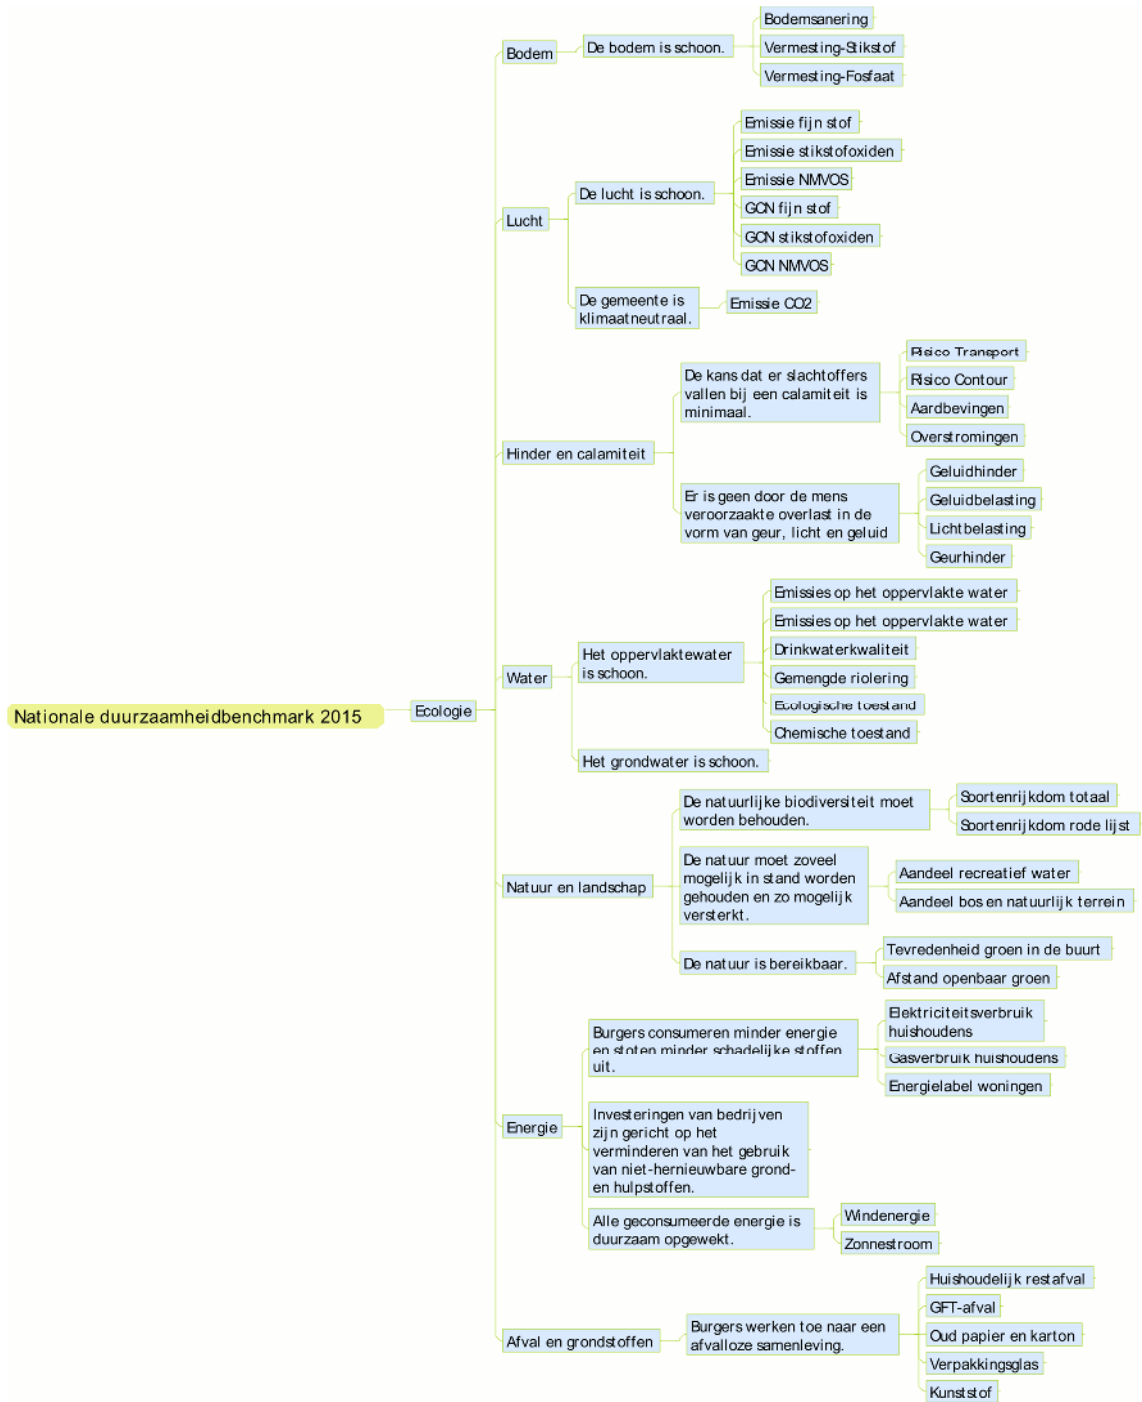 Nationale duurzaamheidbenchmark 2015
Ecologie
Bodem
De bodem is schoon.
Bodemsanering
Vermesting-Stikstof
Vermesting-Fosfaat
Lucht
De lucht is schoon.
Emissie fijn stof
Emissie stikstofoxiden
Emissie NMVOS
GCN fijn stof
GCN stikstofoxiden
GCN NMVOS
De gemeente is
klimaatneutraal.
Emissie CO2
Hinder en calamiteit
De kans dat er slachtoffers
vallen bij een calamiteit is
minimaal.
Risico Transport
Risico Contour
Aardbevingen
Overstromingen
Er is geen door de mens
veroorzaakte overlast in de
vorm van geur, licht en geluid
Geluidhinder
Geluidbelasting
Lichtbelasting
Geurhinder
Water
Het oppervlaktewater
is schoon.
Emissies op het oppervlakte water
Emissies op het oppervlakte water
Drinkwaterkwaliteit
Gemengde riolering
Ecologische toestand
Chemische toestand
Het grondwater is schoon.
Natuur en landschap
De natuurlijke biodiversiteit moet
worden behouden.
Soortenrijkdom totaal
Soortenrijkdom rode lijst
De natuur moet zoveel
mogelijk in stand worden
gehouden en zo mogelijk
versterkt.
Aandeel recreatief water
Aandeel bos en natuurlijk terrein
De natuur is bereikbaar.
Tevredenheid groen in de buurt
Afstand openbaar groen
Energie
Burgers consumeren minder energie
en stoten minder schadelijke stoffen
uit.
Elektriciteitsverbruik
huishoudens
Gasverbruik huishoudens
Energielabel woningen
Investeringen van bedrijven
zijn gericht op het
verminderen van het gebruik
van niet-hernieuwbare grond-
en hulpstoffen.
Alle geconsumeerde energie is
duurzaam opgewekt.
Windenergie
Zonnestroom
Afval en grondstoffen
Burgers werken toe naar een
afvalloze samenleving.
Huishoudelijk restafval
GFT-afval
Oud papier en karton
Verpakkingsglas
Kunststof